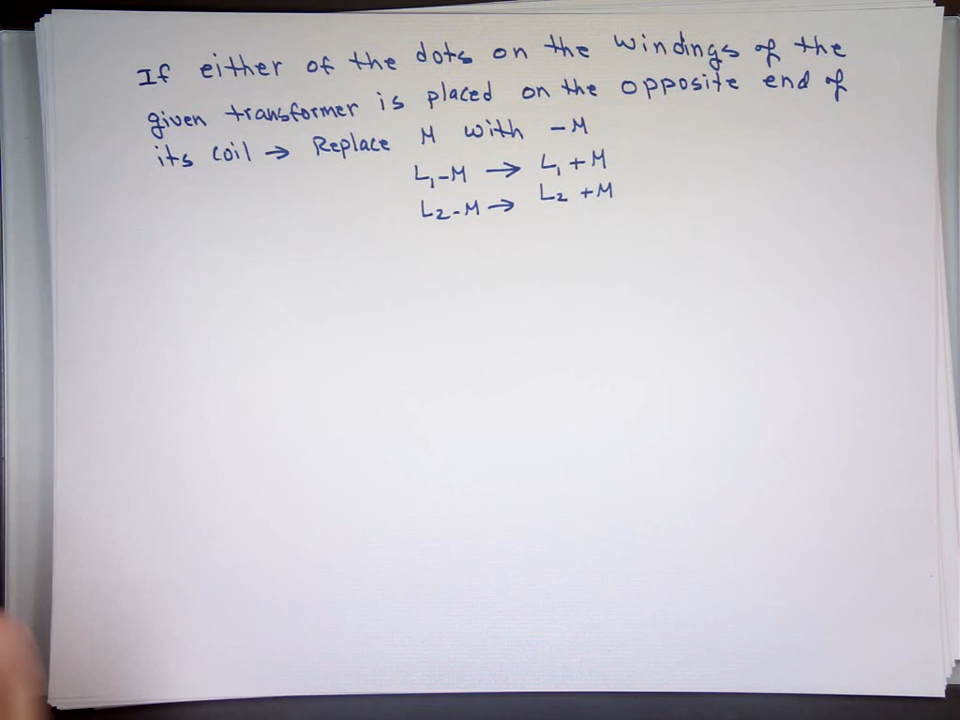 If either of the dots on the windings of the
given transformer is placed on the opposite end of
its coil → Replace M with -M
L₁-M → L₁+M
L₂-M → L₂+M